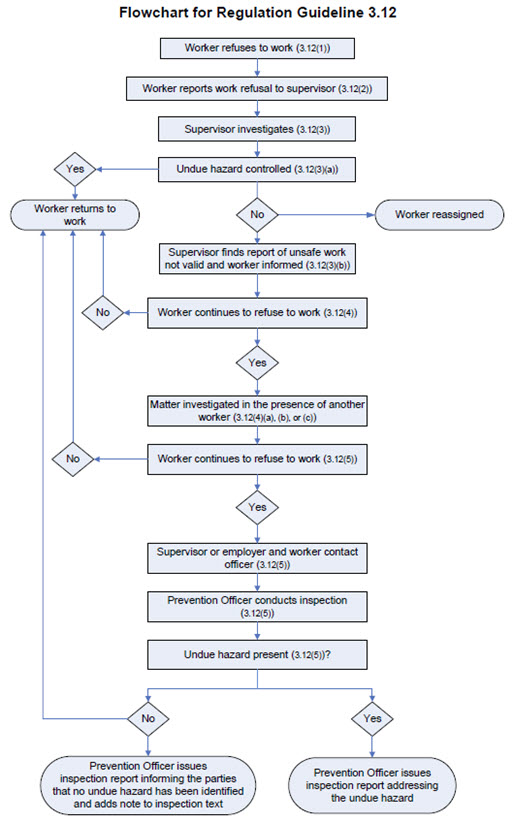 Flowchart for Regulation Guideline 3.12
Worker refuses to work (3.12(1))
Worker reports work refusal to supervisor (3.12(2))
Supervisor investigates (3.12(3))
Yes
Undue hazard controlled (3.12(3)(a))
Worker returns to
work
No
Worker reassigned
Supervisor finds report of unsafe work
not valid and worker informed (3.12(3)(b))
No
Worker continues to refuse to work (3.12(4))
Yes
Matter investigated in the presence of another
worker (3.12(4)(a), (b), or (c))
No
Worker continues to refuse to work (3.12(5))
Yes
Supervisor or employer and worker contact
officer (3.12(5))
Prevention Officer conducts inspection
(3.12(5))
Undue hazard present (3.12(5))?
No
Yes
Prevention Officer issues
inspection report informing the parties
that no undue hazard has been identified
and adds note to inspection text
Prevention Officer issues
inspection report addressing
the undue hazard